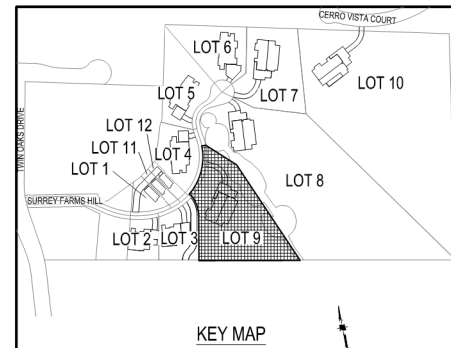 CERRO VISTA COURT
LOT 6
LOT 10
LOT 7
LOT 5
TWIN OAKS DRIVE
LOT 12
LOT 11
LOT 4
LOT 1
LOT 8
SURREY FARMS HILL
LOT 2
LOT 3
LOT 9
KEY MAP